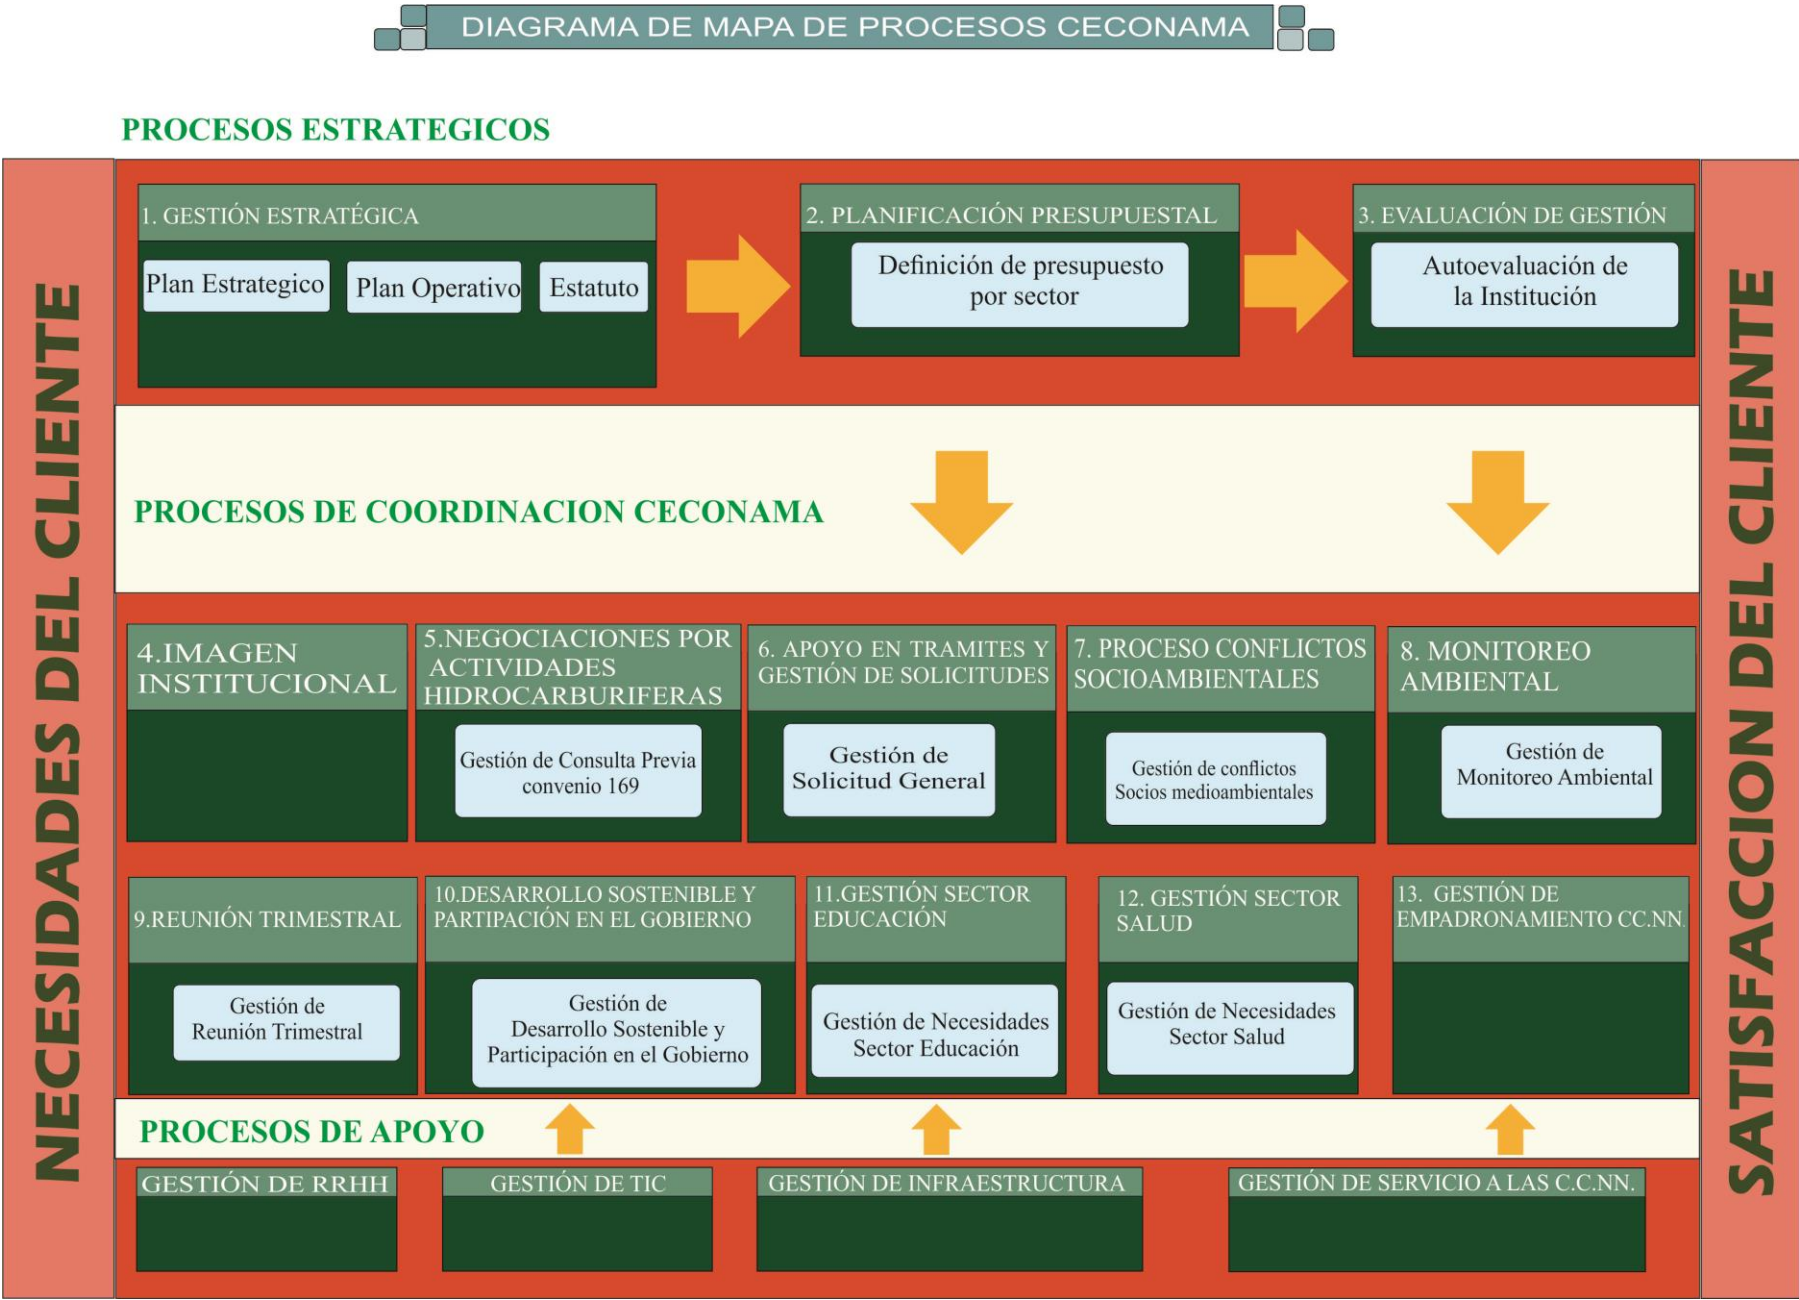 DIAGRAMA DE MAPA DE PROCESOS CECONAMA
PROCESOS ESTRATEGICOS
NECESIDADES DEL CLIENTE
1. GESTIÓN ESTRATÉGICA
Plan Estrategico
Plan Operativo
Estatuto
2. PLANIFICACIÓN PRESUPUESTAL
Definición de presupuesto
por sector
3. EVALUACIÓN DE GESTIÓN
Autoevaluación de
la Institución
PROCESOS DE COORDINACION CECONAMA
4.IMAGEN
INSTITUCIONAL
5.NEGOCIACIONES POR
ACTIVIDADES
HIDROCARBURIFERAS
Gestión de Consulta Previa
convenio 169
6. APOYO EN TRAMITES Y
GESTIÓN DE SOLICITUDES
Gestión de
Solicitud General
7. PROCESO CONFLICTOS
SOCIOAMBIENTALES
Gestión de conflictos
Socios medioambientales
8. MONITOREO
AMBIENTAL
Gestión de
Monitoreo Ambiental
9.REUNIÓN TRIMESTRAL
Gestión de
Reunión Trimestral
10.DESARROLLO SOSTENIBLE Y
PARTIPACIÓN EN EL GOBIERNO
Gestión de
Desarrollo Sostenible y
Participación en el Gobierno
11.GESTIÓN SECTOR
EDUCACIÓN
Gestión de Necesidades
Sector Educación
12. GESTIÓN SECTOR
SALUD
Gestión de Necesidades
Sector Salud
13. GESTIÓN DE
EMPADRONAMIENTO CC.NN.
PROCESOS DE APOYO
GESTIÓN DE RRHH
GESTIÓN DE TIC
GESTIÓN DE INFRAESTRUCTURA
GESTIÓN DE SERVICIO A LAS C.C.NN.
SATISFACCION DEL CLIENTE